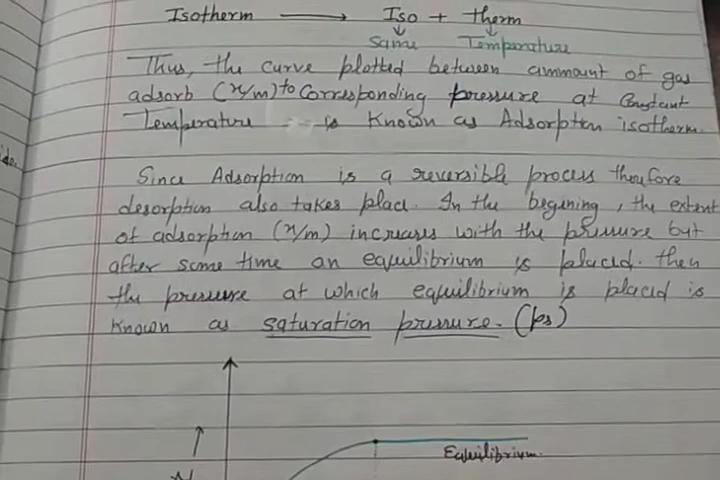 Isotherm → Iso + therm
Same Temperature
Thus, the curve plotted between ammount of gas
adsorb (x/m) to corresponding pressure at Constant
Temperature is Known as Adsorption isotherm.
Since Adsorption is a reversible process therefore
desorption also takes place. In the begening, the extent
of adsorption (x/m) increases with the pressure but
after some time an equilibrium is placed. then
the pressure at which equilibrium is placed is
Known as saturation pressure. (ps)
Equilibrium.